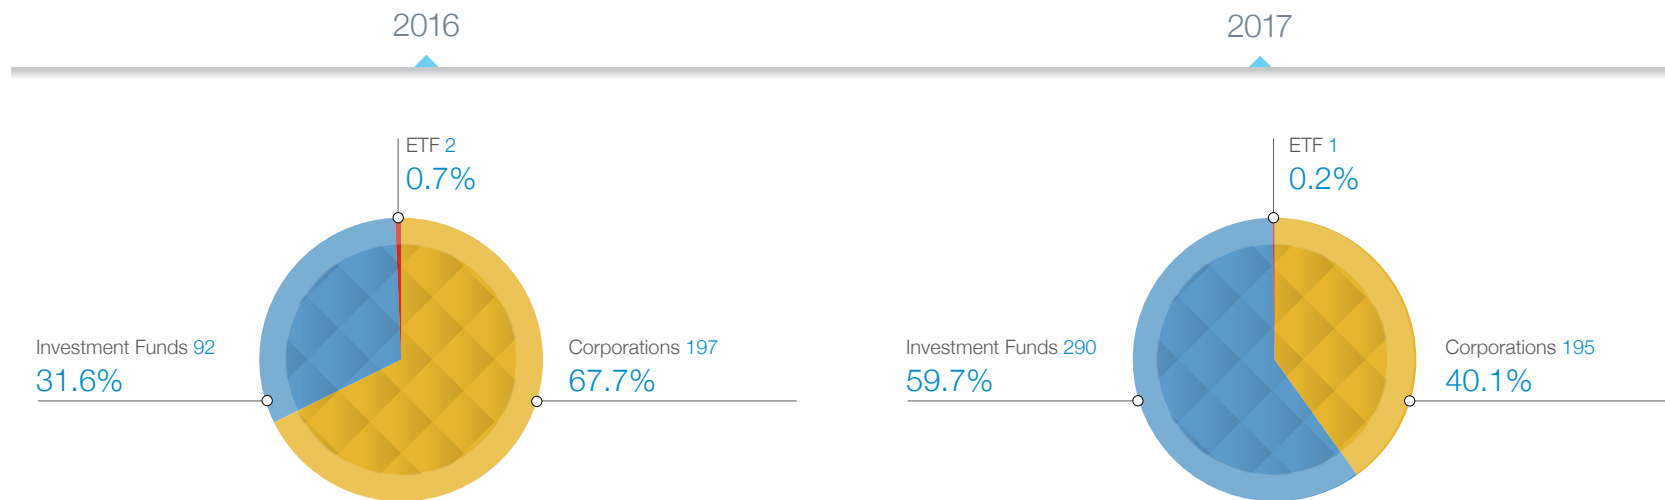 2016
2017
ETF 2
0.7%
Investment Funds 92
31.6%
Corporations 197
67.7%
ETF 1
0.2%
Investment Funds 290
59.7%
Corporations 195
40.1%